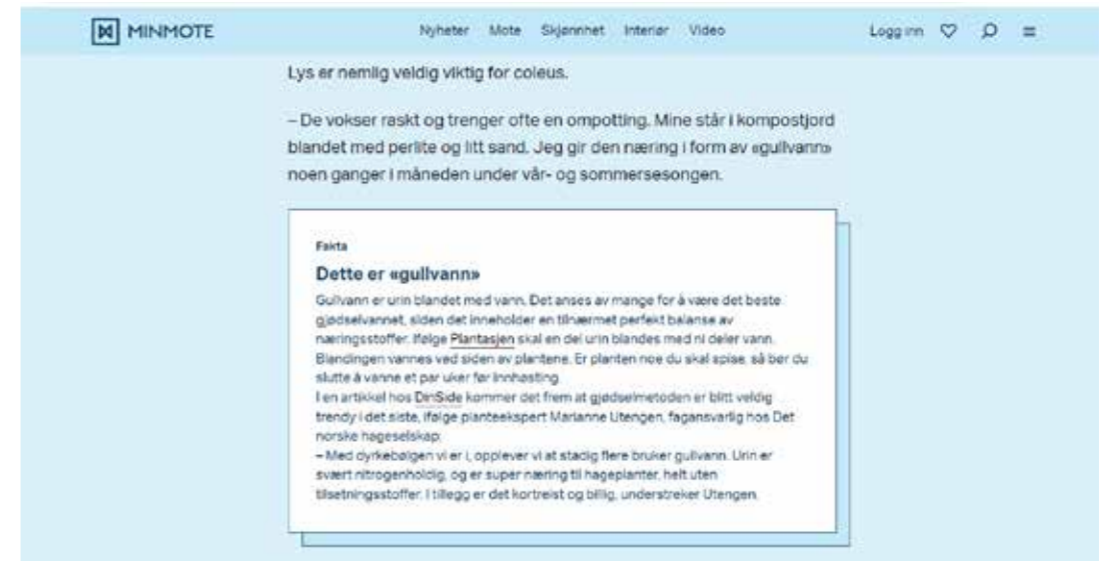 MINMOTE
Nyheter Mote Skjønnhet Interiør Video
Logg inn
Lys er nemlig veldig viktig for coleus.
– De vokser raskt og trenger ofte en ompotting. Mine står i kompostjord
blandet med perlite og litt sand. Jeg gir den næring i form av «gullvann»
noen ganger i måneden under vår- og sommersesongen.
Fakta
Dette er «gullvann»
Gullvann er urin blandet med vann. Det anses av mange for å være det beste
gjødselvannet, siden det inneholder en tilnærmet perfekt balanse av
næringsstoffer. Ifølge Plantasjen skal en del urin blandes med ni deler vann.
Blandingen vannes ved siden av plantene. Er planten noe du skal spise, så bør du
slutte å vanne et par uker før innhøsting.
I en artikkel hos DinSide kommer det frem at gjødselmetoden er blitt veldig
trendy i det siste, ifølge planteekspert Marianne Utengen, fagansvarlig hos Det
norske hageselskap:
– Med dyrkebølgen vi er i, opplever vi at stadig flere bruker gullvann. Urin er
svært nitrogenholdig, og er super næring til hageplanter, helt uten
tilsetningsstoffer. I tillegg er det kortreist og billig, understreker Utengen.